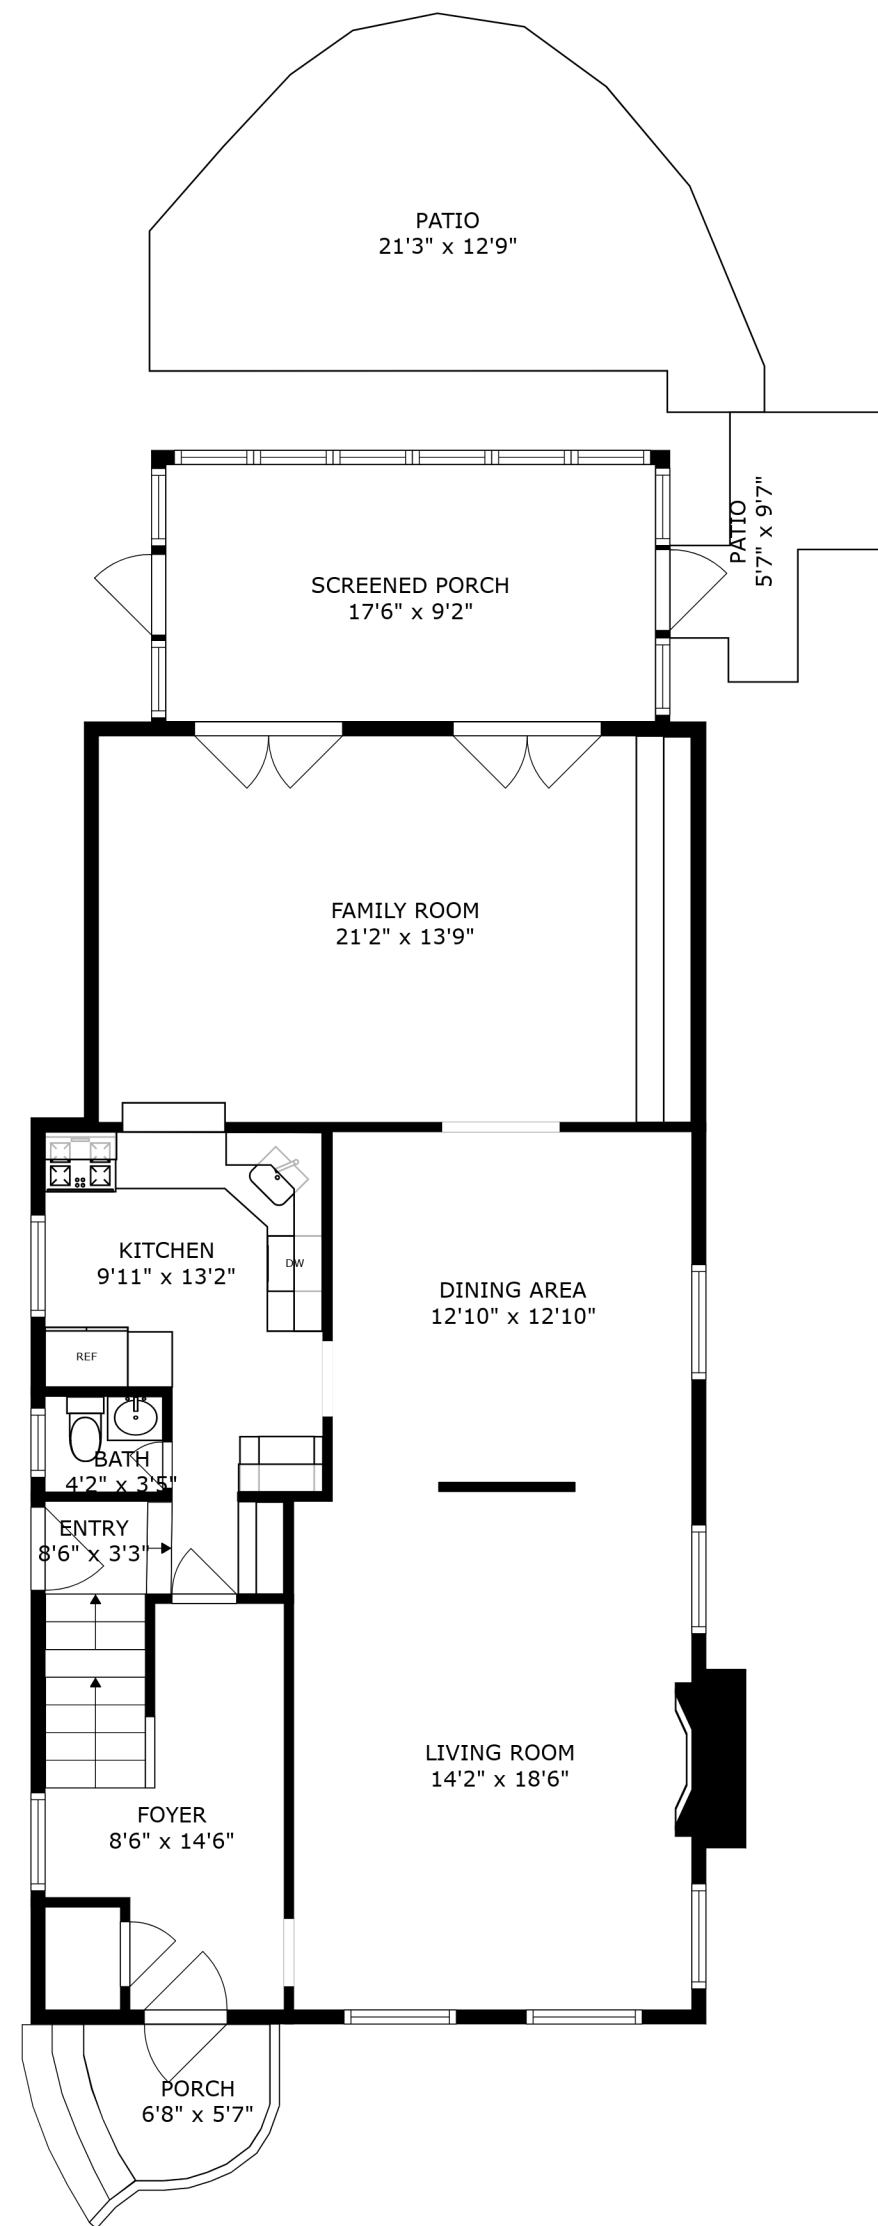 PATIO
21'3" x 12'9"
PATIO
5'7" x 9'7"
SCREENED PORCH
17'6" x 9'2"
FAMILY ROOM
21'2" x 13'9"
KITCHEN
9'11" x 13'2"
DW
DINING AREA
12'10" x 12'10"
REF
BATH
4'2" x 3'5"
ENTRY
8'6" x 3'3"
LIVING ROOM
14'2" x 18'6"
FOYER
8'6" x 14'6"
PORCH
6'8" x 5'7"